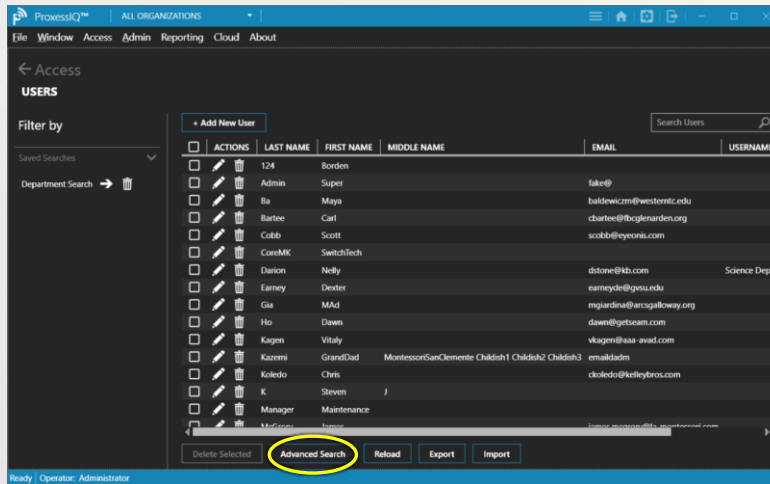 ProxessIQ™ ALL ORGANIZATIONS
File Window Access Admin Reporting Cloud About
Access
USERS
Filter by
Saved Searches
Department Search
+ Add New User Search Users
ACTIONS LAST NAME FIRST NAME MIDDLE NAME EMAIL USERNAME
124 Borden
Admin Super fake@
Ba Maya baldewiczm@westerntc.edu
Bartee Carl cbartee@fbcglenarden.org
Cobb Scott scobb@eyeonis.com
CoreMK SwitchTech
Darion Nelly dstone@kb.com Science Dep
Earney Dexter earneyde@gvsu.edu
Gia MAd mgiardina@arcsgalloway.org
Ho Dawn dawn@getseam.com
Kagen Vitaly vkagen@aaa-avad.com
Kazemi GrandDad MontessoriSanClemente Childish1 Childish2 Childish3 emaildadm
Koledo Chris ckoledo@kelleybros.com
K Steven J
Manager Maintenance
McGrory James
Delete Selected Advanced Search Reload Export Import
Ready Operator: Administrator